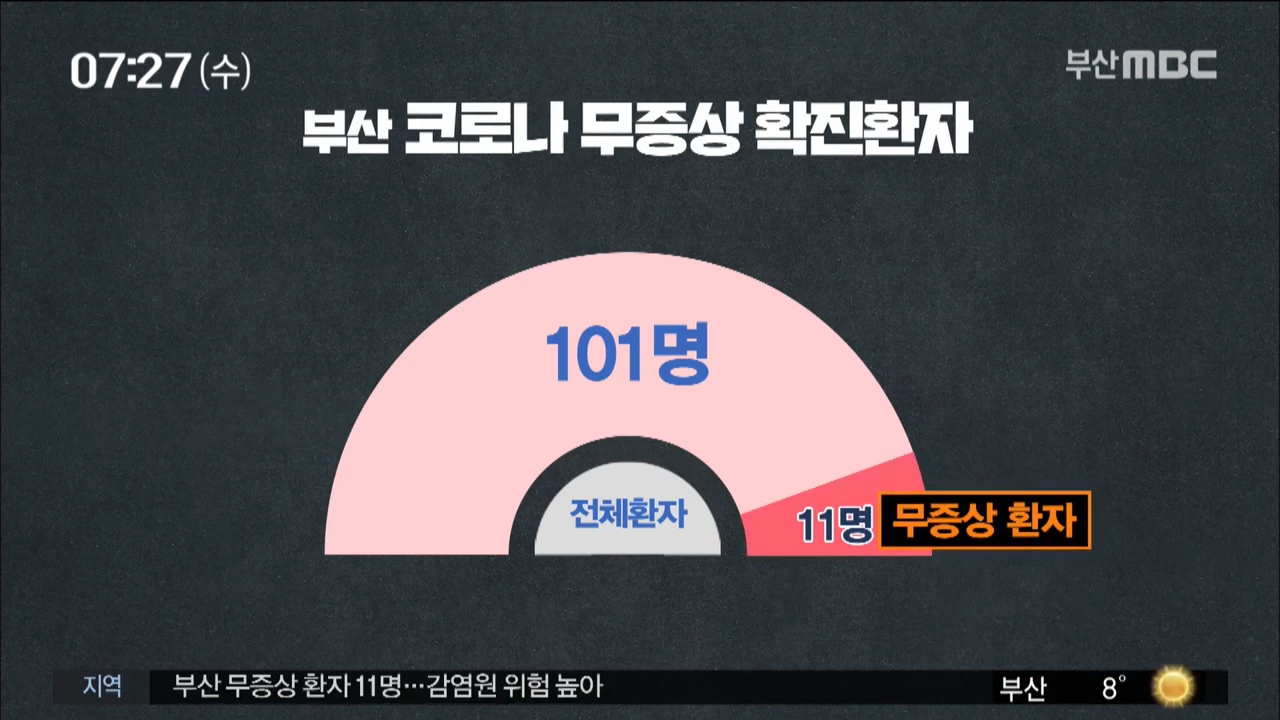 07:27 (수)
부산MBC
부산 코로나 무증상 확진환자
101명
전체환자
11명
무증상 환자
지역
부산 무증상 환자 11명…감염원 위험 높아
부산 8°